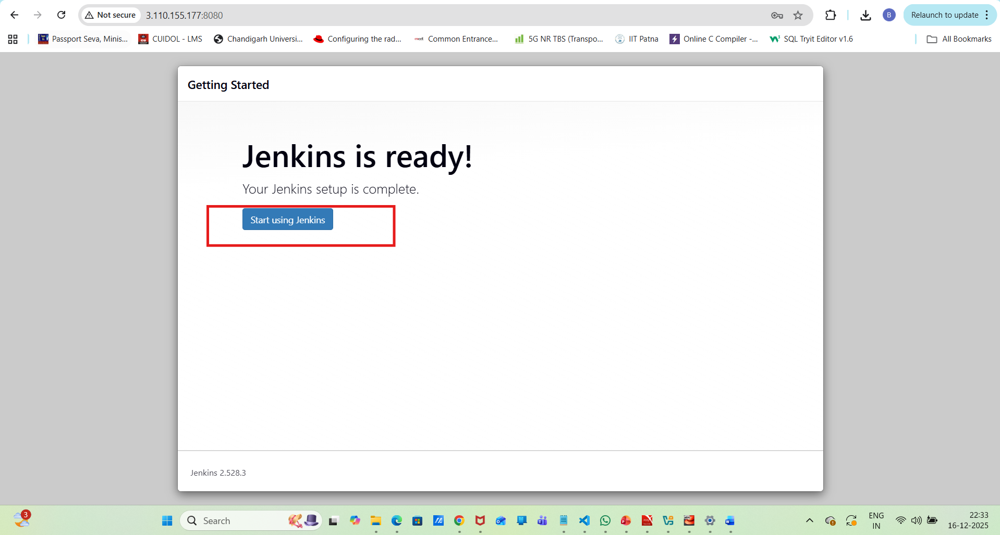 Not secure 3.110.155.177:8080 B Relaunch to update
Passport Seva, Minis... CUIDOL - LMS Chandigarh Universi... Configuring the rad... Common Entrance... 5G NR TBS (Transpo... IIT Patna Online C Compiler -... SQL Tryit Editor v1.6 All Bookmarks
Getting Started
Jenkins is ready!
Your Jenkins setup is complete.
Start using Jenkins
Jenkins 2.528.3
3 Search ENG 22:33
IN 16-12-2025